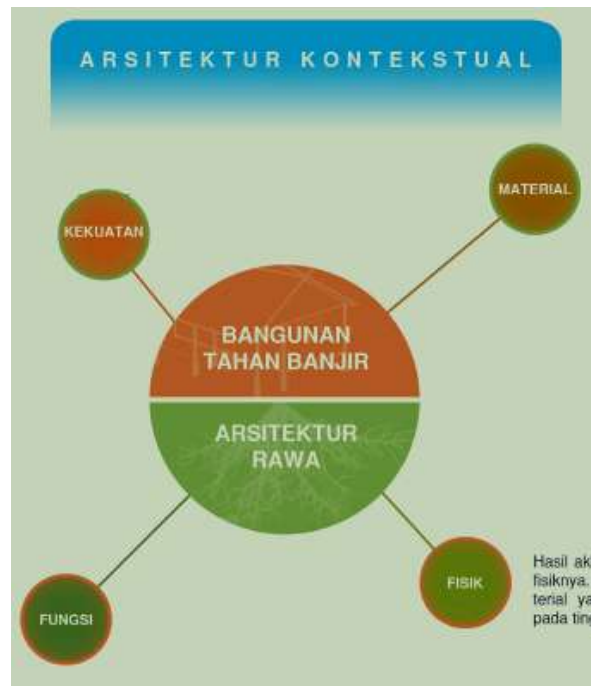 ARSITEKTUR KONTEKSTUAL
MATERIAL
KEKUATAN
BANGUNAN
TAHAN BANJIR
ARSITEKTUR
RAWA
FISIK
FUNGSI
Hasil
fisiknya.
terial
pada